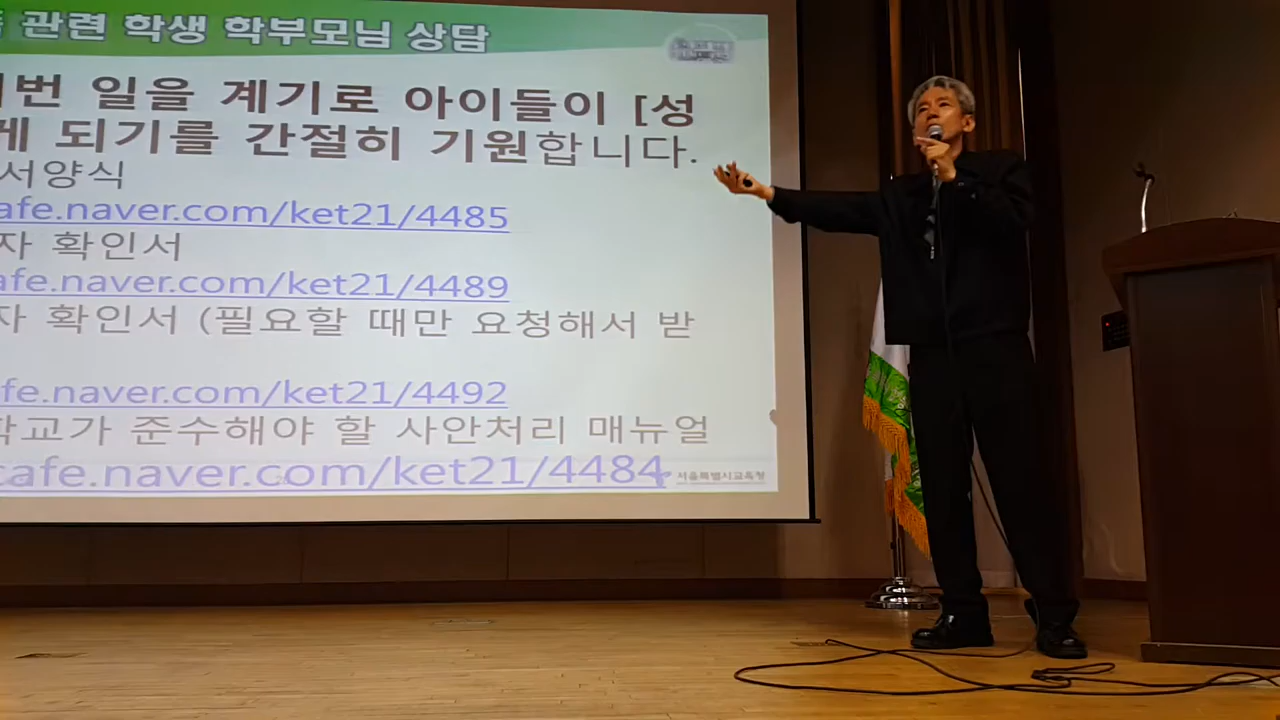 관련 학생 학부모님 상담
번 일을 계기로 아이들이 [성
게 되기를 간절히 기원합니다.
서양식
afe.naver.com/ket21/4485
자 확인서
afe.naver.com/ket21/4489
자 확인서 (필요할 때만 요청해서 받
fe.naver.com/ket21/4492
학교가 준수해야 할 사안처리 매뉴얼
cafe.naver.com/ket21/4484
서울특별시교육청